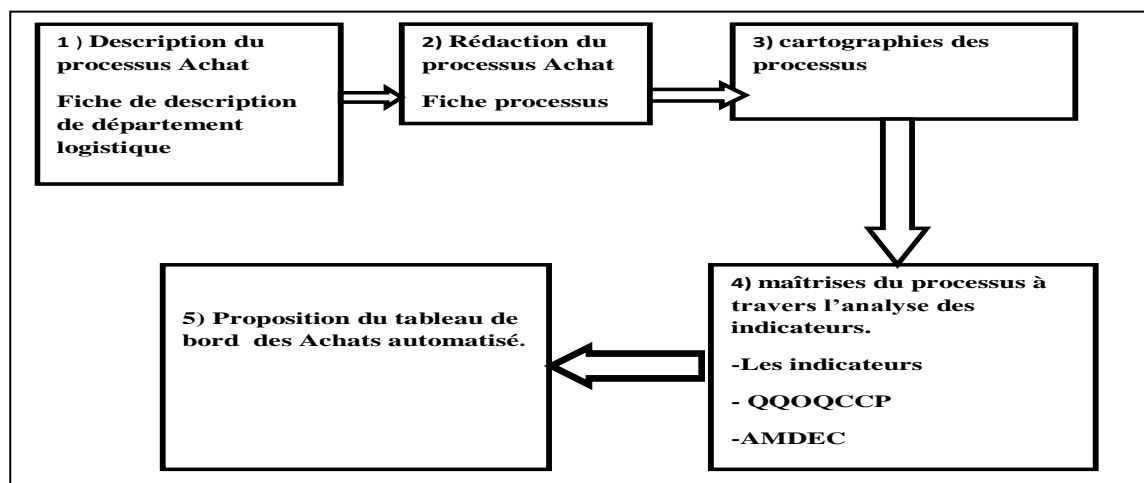 1 ) Description du
processus Achat
Fiche de description
de département
logistique
2) Rédaction du
processus Achat
Fiche processus
3) cartographies des
processus
4) maîtrises du processus à
travers l’analyse des
indicateurs.
-Les indicateurs
- QQOQCCP
-AMDEC
5) Proposition du tableau de
bord des Achats automatisé.